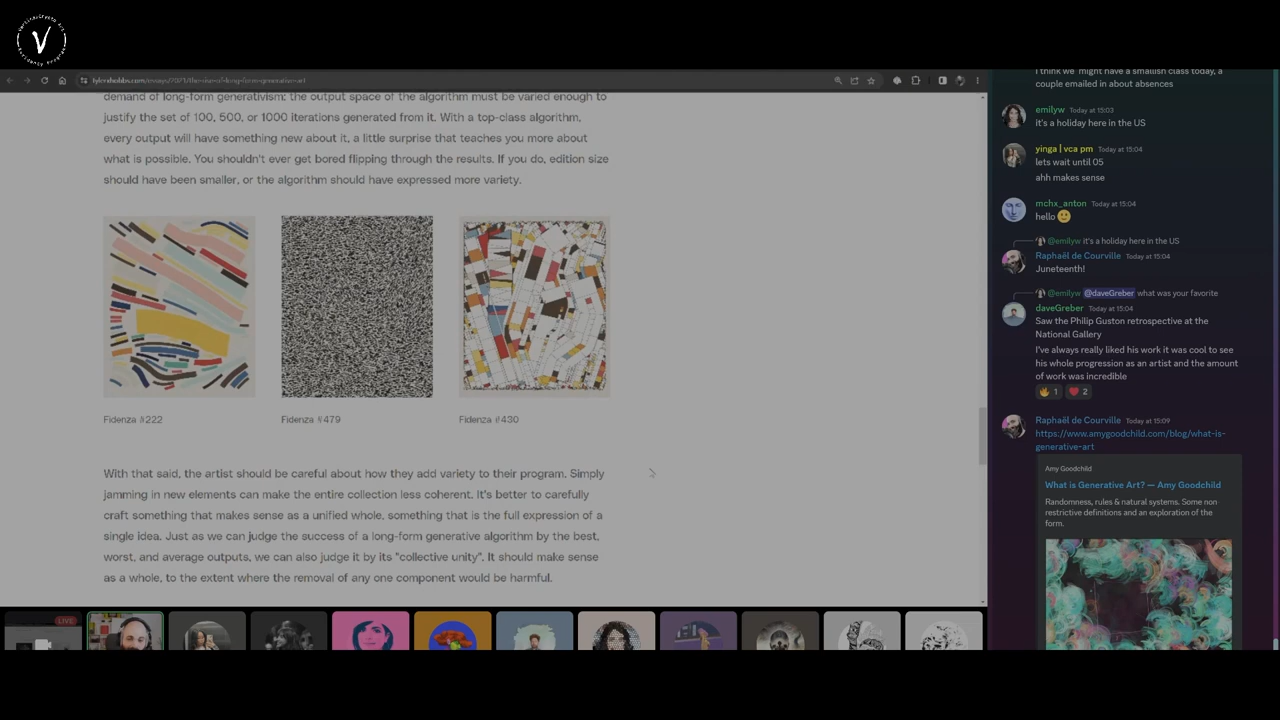 VerticalCrypto Art
Residency Program
V
tylerxhobbs.com/essays/2021/the-rise-of-long-form-generative-art
demand of long-form generativism: the output space of the algorithm must be varied enough to
justify the set of 100, 500, or 1000 iterations generated from it. With a top-class algorithm,
every output will have something new about it, a little surprise that teaches you more about
what is possible. You shouldn't ever get bored flipping through the results. If you do, edition size
should have been smaller, or the algorithm should have expressed more variety.
Fidenza #222
Fidenza #479
Fidenza #430
With that said, the artist should be careful about how they add variety to their program. Simply
jamming in new elements can make the entire collection less coherent. It's better to carefully
craft something that makes sense as a unified whole, something that is the full expression of a
single idea. Just as we can judge the success of a long-form generative algorithm by the best,
worst, and average outputs, we can also judge it by its "collective unity". It should make sense
as a whole, to the extent where the removal of any one component would be harmful.
LIVE
I think we might have a smallish class today, a
couple emailed in about absences
emilyw Today at 15:03
it's a holiday here in the US
yinga | vca pm Today at 15:04
lets wait until 05
ahh makes sense
mchx_anton Today at 15:04
hello 🙂
@emilyw it's a holiday here in the US
Raphaël de Courville Today at 15:04
Juneteenth!
@emilyw @daveGreber what was your favorite
daveGreber Today at 15:04
Saw the Philip Guston retrospective at the
National Gallery
I've always really liked his work it was cool to see
his whole progression as an artist and the amount
of work was incredible
🔥 1 ❤️ 2
Raphaël de Courville Today at 15:09
https://www.amygoodchild.com/blog/what-is-
generative-art
Amy Goodchild
What is Generative Art? — Amy Goodchild
Randomness, rules & natural systems. Some non
restrictive definitions and an exploration of the
form.